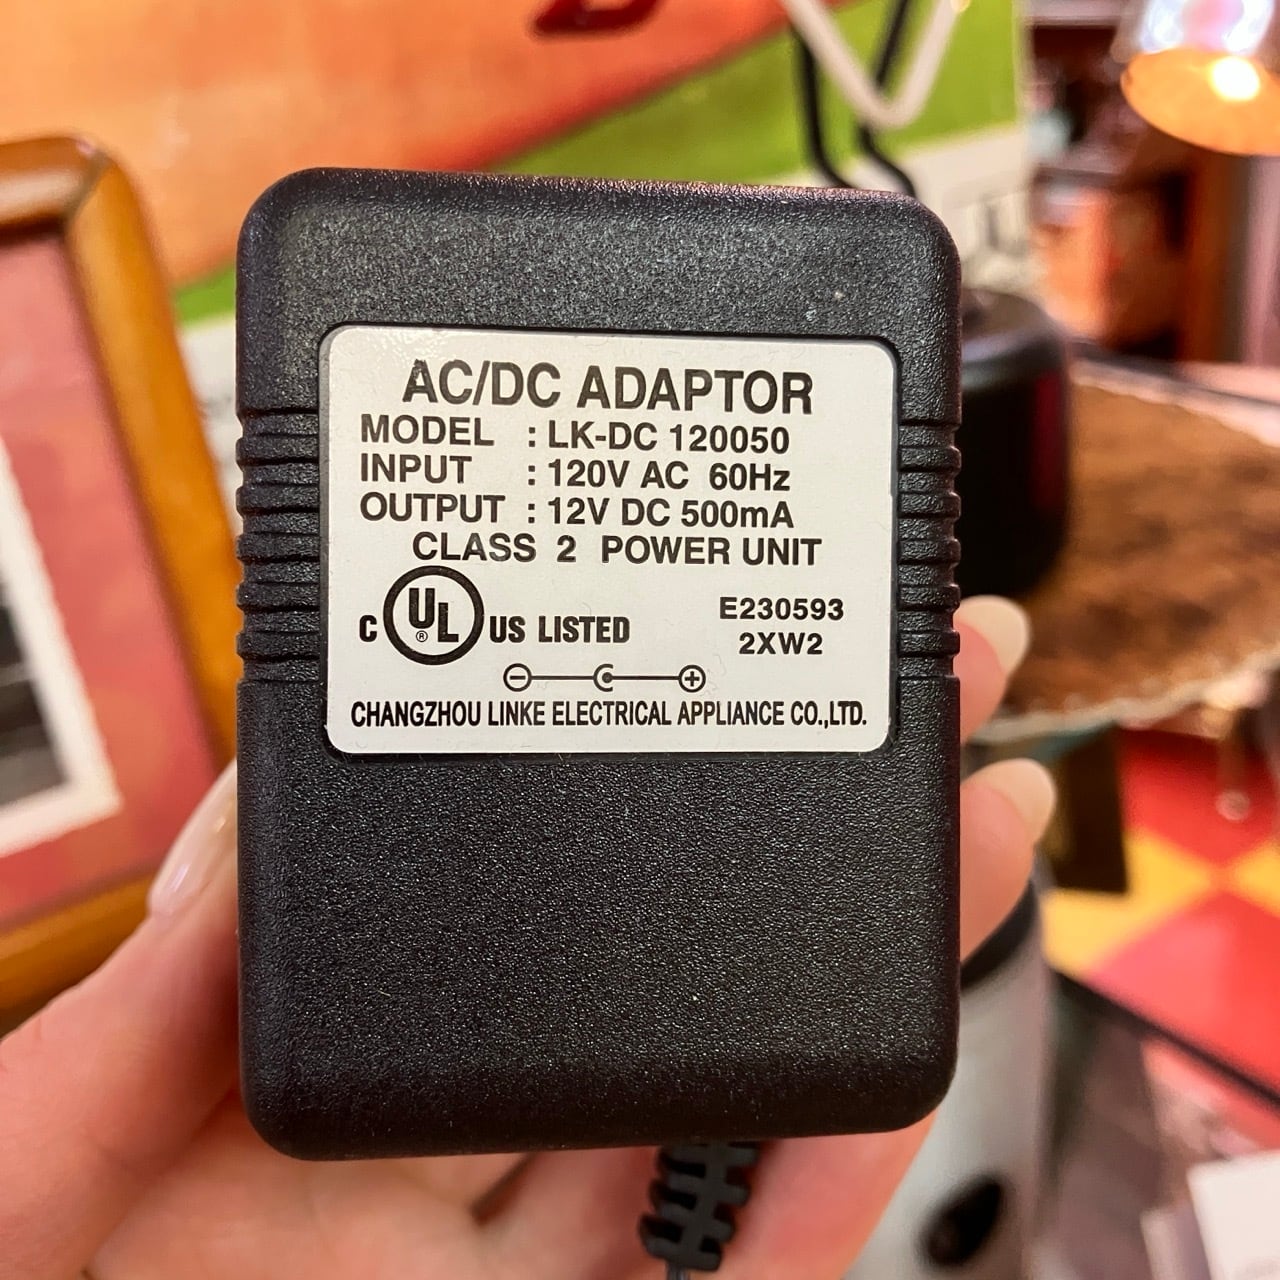 AC/DC ADAPTOR
MODEL : LK-DC 120050
INPUT : 120V AC 60Hz
OUTPUT : 12V DC 500mA
CLASS 2 POWER UNIT
C UL ® US LISTED
E230593
2XW2
CHANGZHOU LINKE ELECTRICAL APPLIANCE CO.,LTD.